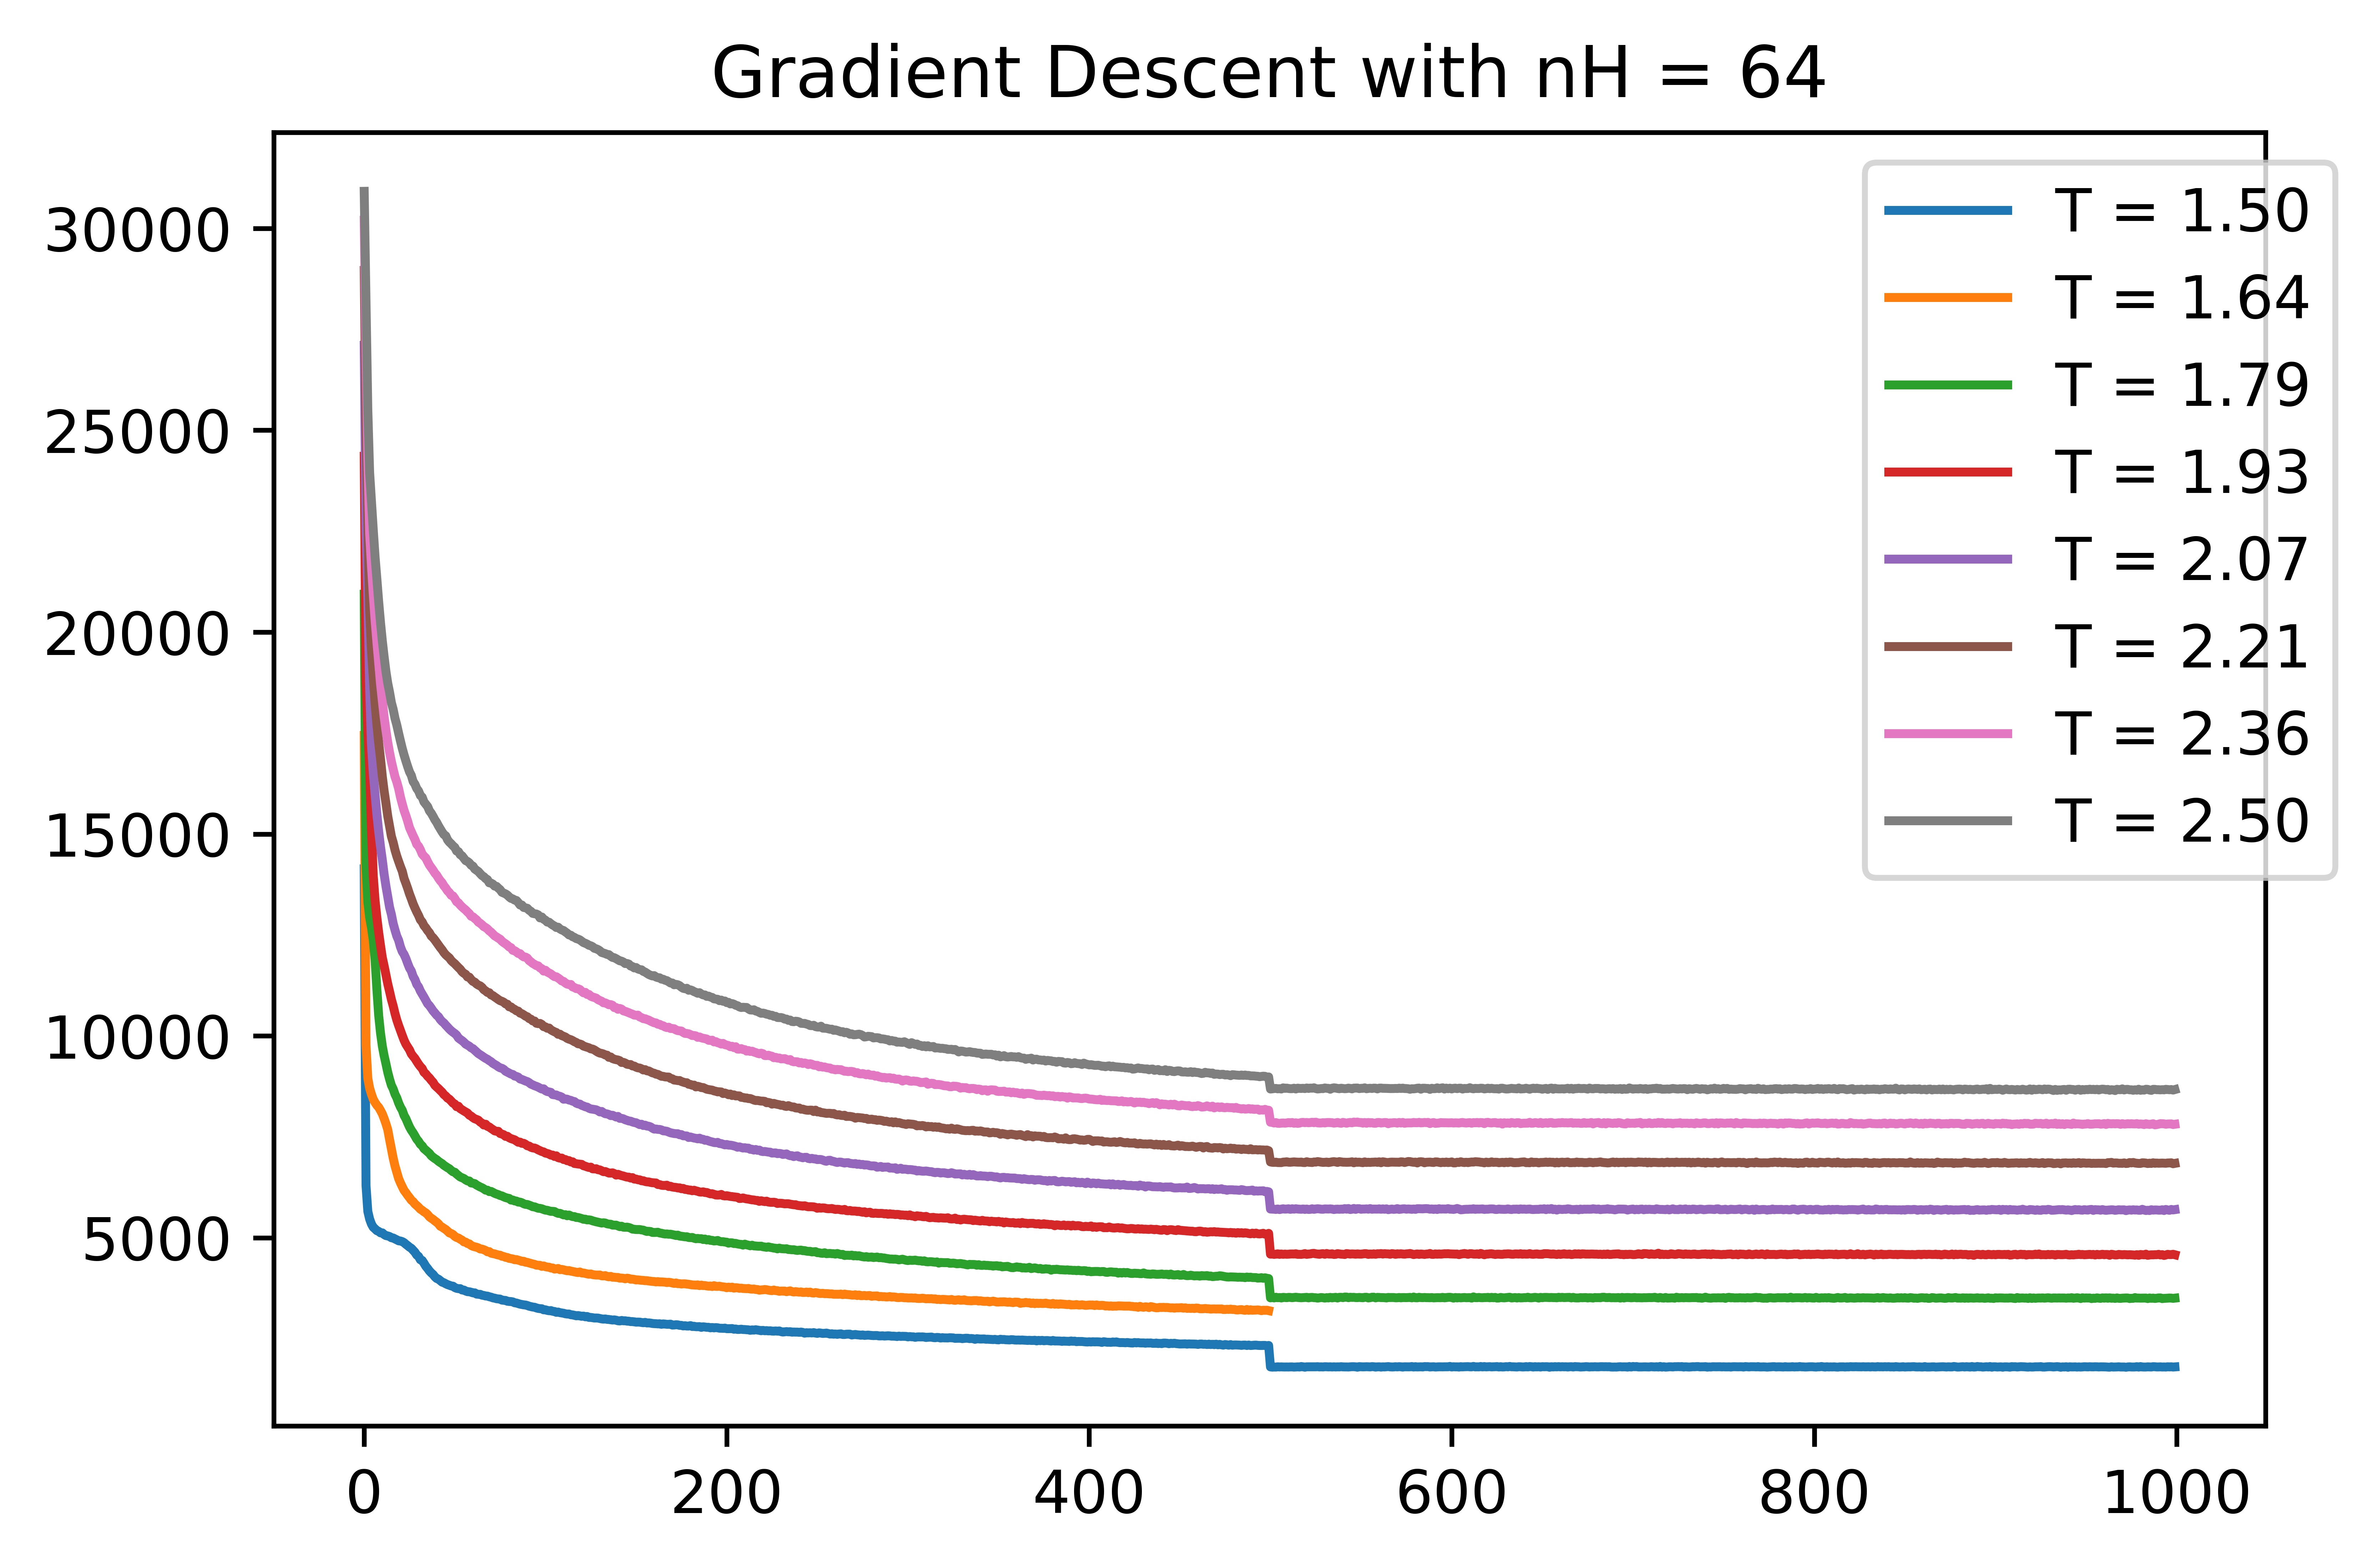 Gradient Descent with nH = 64
30000
25000
20000
15000
10000
5000
0
200
400
600
800
1000
T = 1.50
T = 1.64
T = 1.79
T = 1.93
T = 2.07
T = 2.21
T = 2.36
T = 2.50